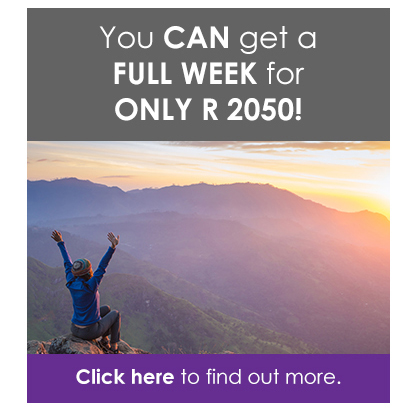 You CAN get a
FULL WEEK for
ONLY R 2050!
Click here to find out more.